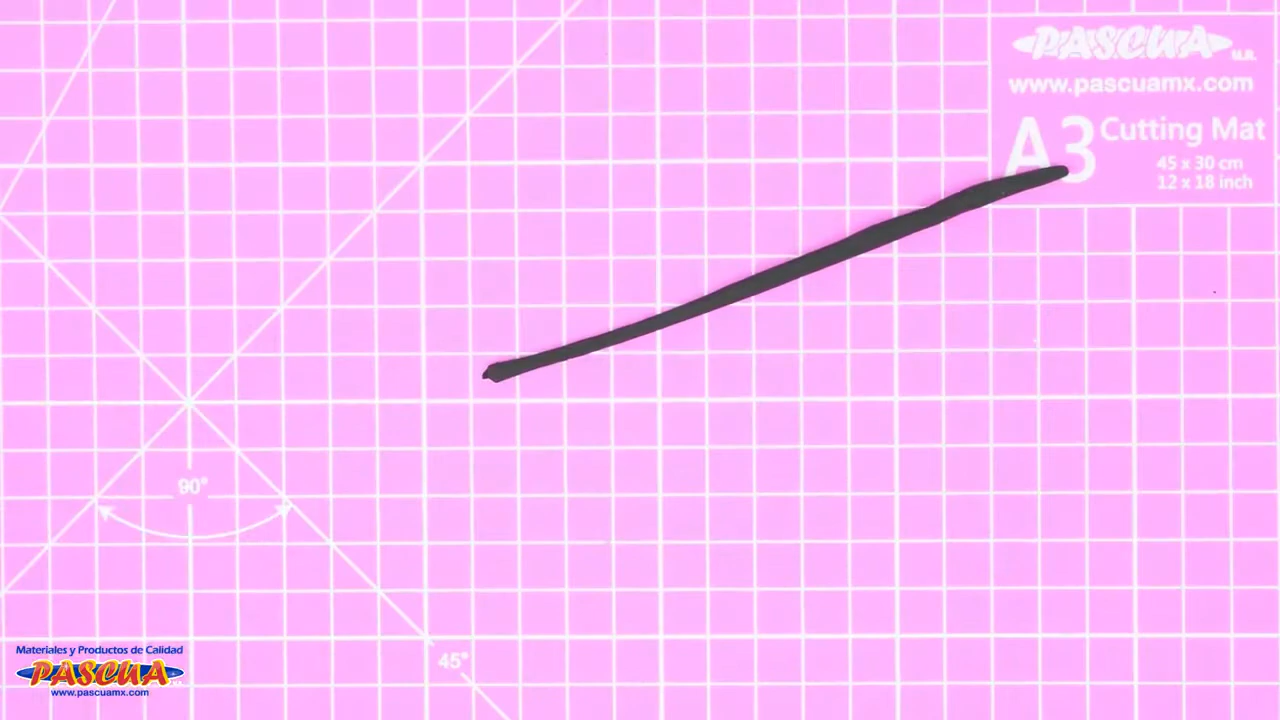 PASCUA
www.pascuamx.com
A3 Cutting Mat
45 x 30 cm
12 x 18 inch
90°
45°
Materiales y Productos de Calidad
PASCUA
www.pascuamx.com